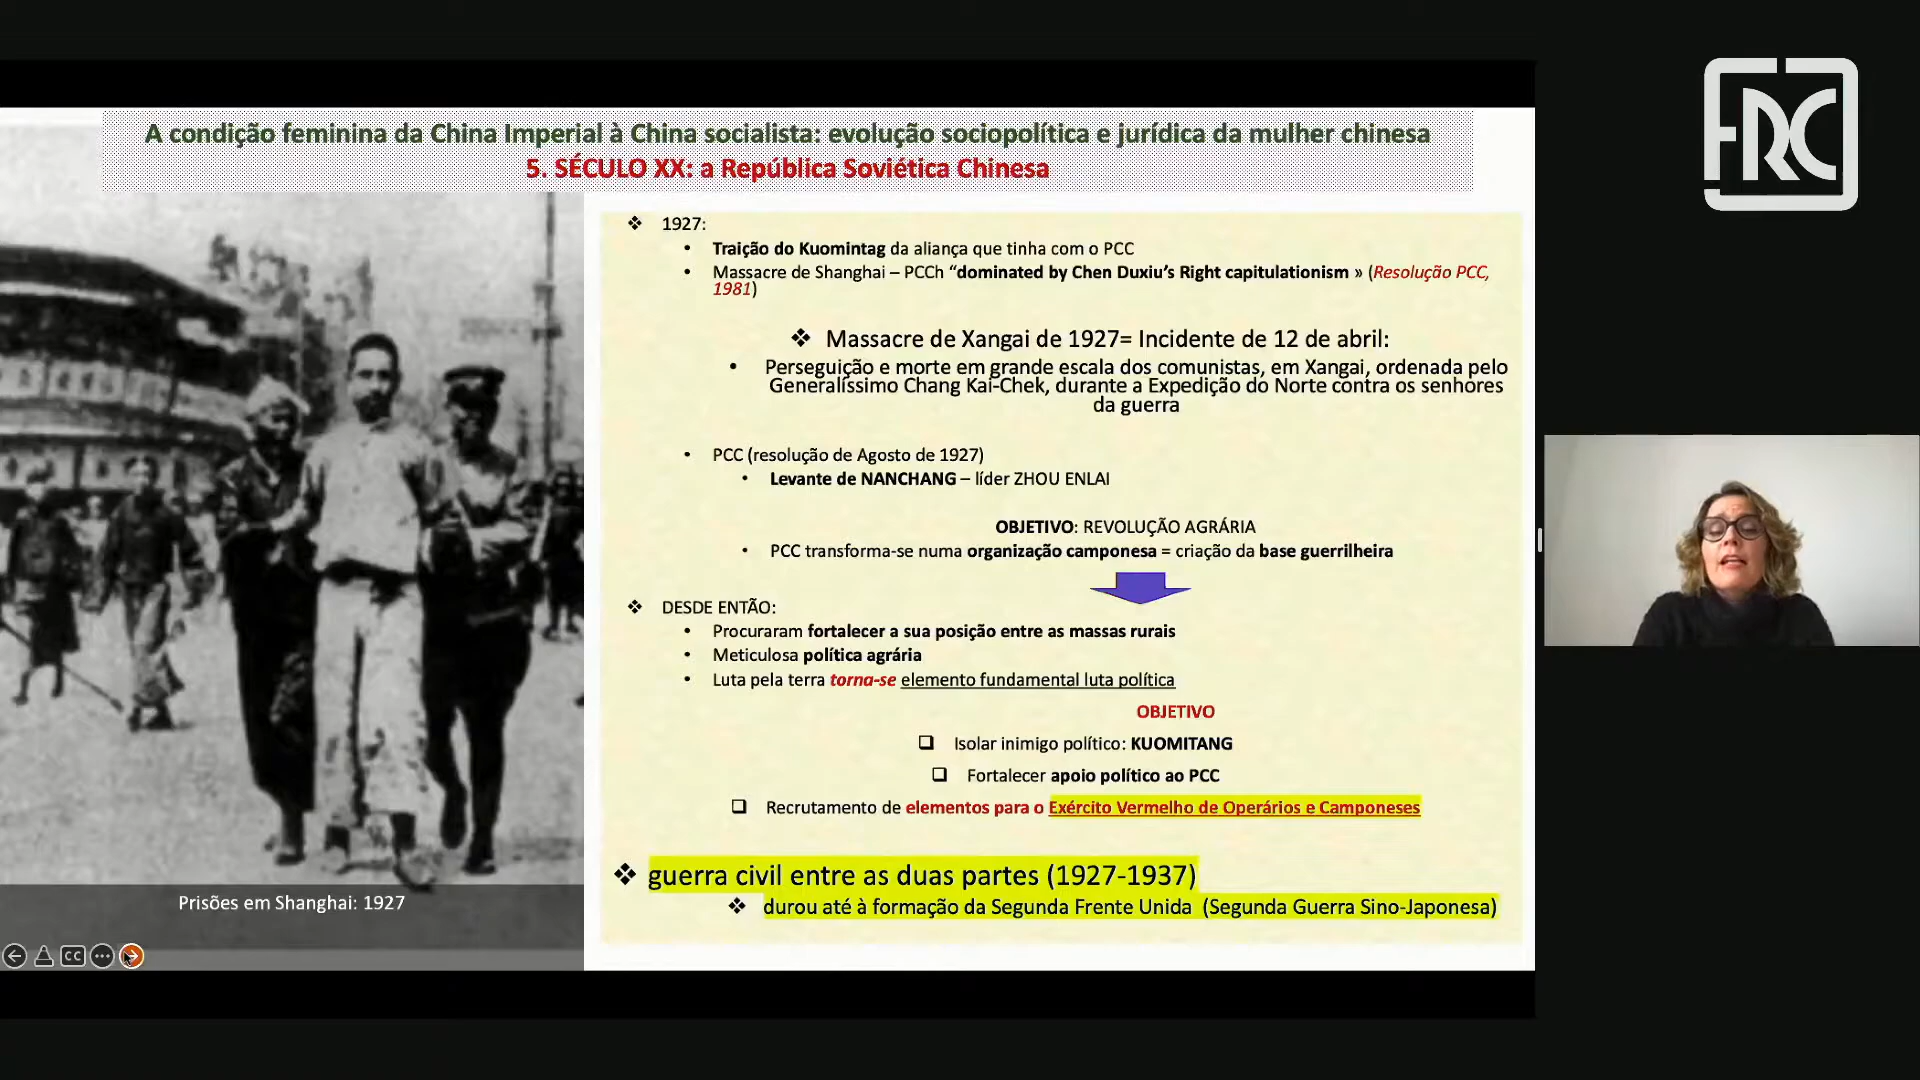 A condição feminina da China Imperial à China socialista: evolução sociopolítica e jurídica da mulher chinesa
5. SÉCULO XX: a República Soviética Chinesa
FRC
❖ 1927:
• Traição do Kuomintag da aliança que tinha com o PCC
• Massacre de Shanghai – PCCh “dominated by Chen Duxiu’s Right capitulationism » (Resolução PCC,
1981)
❖ Massacre de Xangai de 1927= Incidente de 12 de abril:
• Perseguição e morte em grande escala dos comunistas, em Xangai, ordenada pelo
Generalíssimo Chang Kai-Chek, durante a Expedição do Norte contra os senhores
da guerra
• PCC (resolução de Agosto de 1927)
• Levante de NANCHANG – líder ZHOU ENLAI
OBJETIVO: REVOLUÇÃO AGRÁRIA
• PCC transforma-se numa organização camponesa = criação da base guerrilheira
❖ DESDE ENTÃO:
• Procuraram fortalecer a sua posição entre as massas rurais
• Meticulosa política agrária
• Luta pela terra torna-se elemento fundamental luta política
OBJETIVO
❑ Isolar inimigo político: KUOMITANG
❑ Fortalecer apoio político ao PCC
❑ Recrutamento de elementos para o Exército Vermelho de Operários e Camponeses
❖ guerra civil entre as duas partes (1927-1937)
❖ durou até à formação da Segunda Frente Unida (Segunda Guerra Sino-Japonesa)
Prisões em Shanghai: 1927
CC